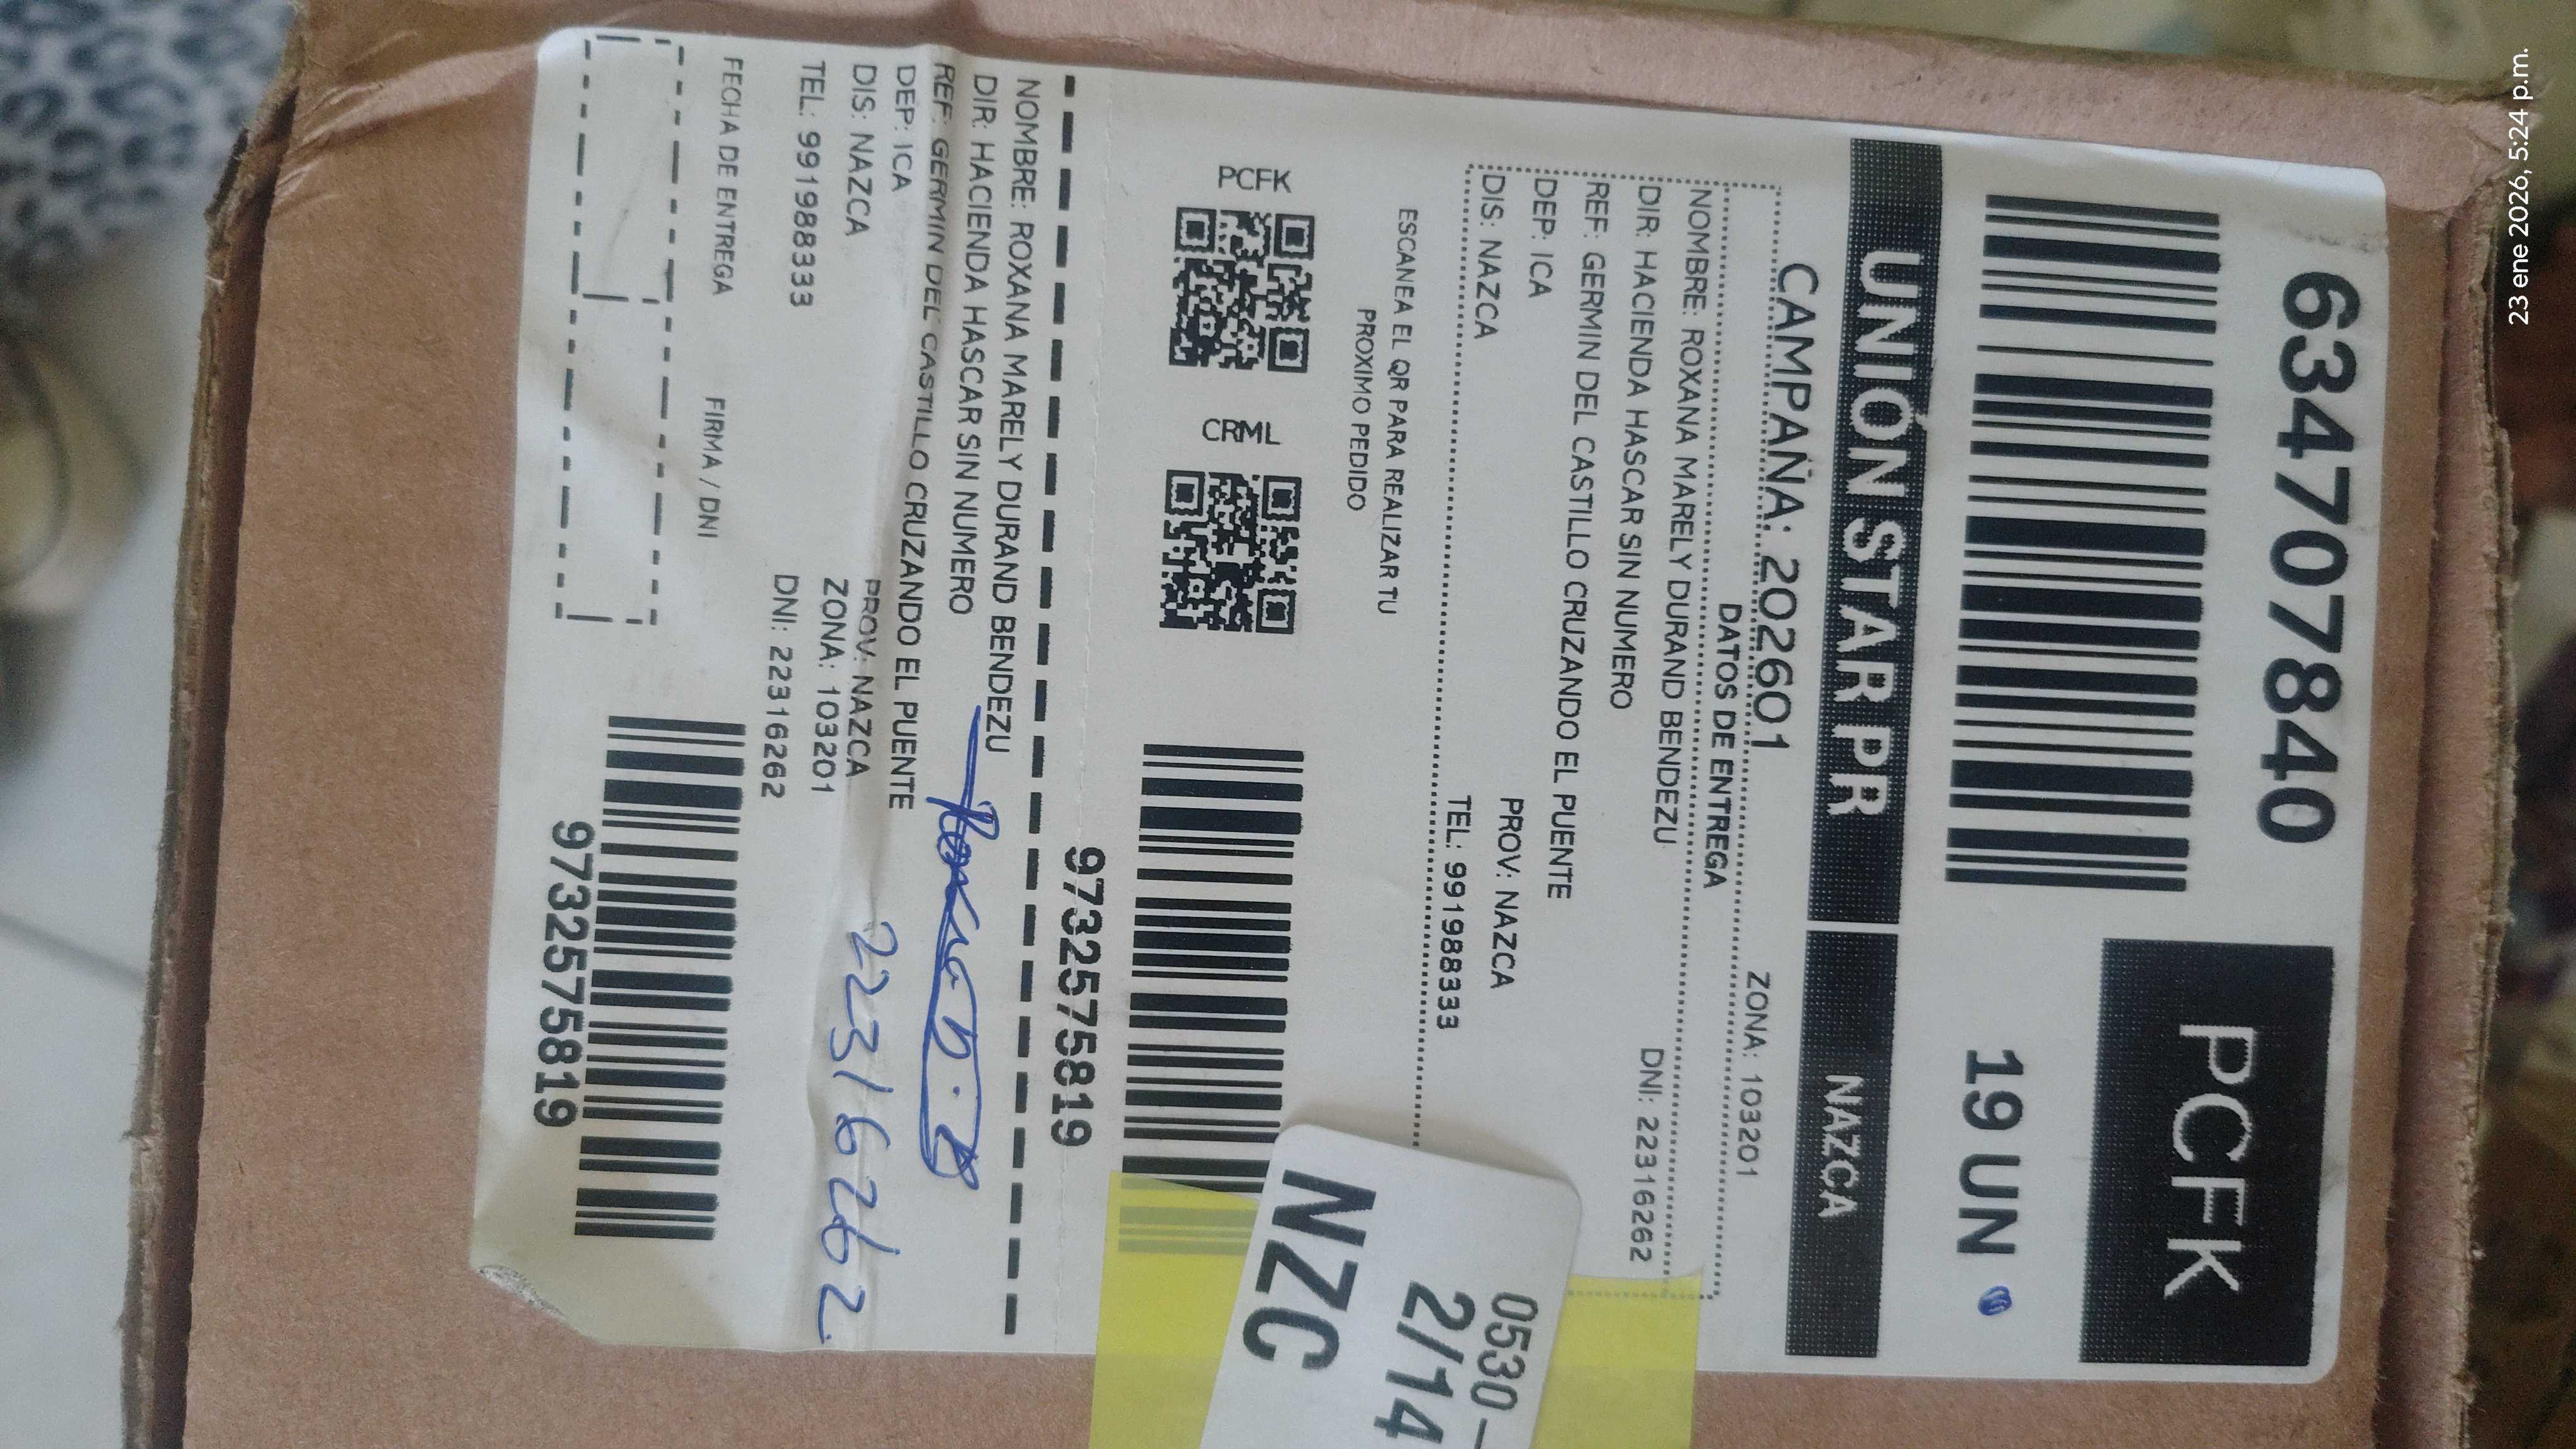 6347078​40
PCFK
19 UN
UNIÓN STAR PR NAZCA
CAMPAÑA: 202601 ZONA: 103201
DATOS DE ENTREGA
NOMBRE: ROXANA MARELY DURAND BENDEZU DNI: 22316262
DIR: HACIENDA HASCAR SIN NUMERO
REF: GERMIN DEL CASTILLO CRUZANDO EL PUENTE
DEP: ICA PROV: NAZCA
DIS: NAZCA TEL: 991988333
ESCANEA EL QR PARA REALIZAR TU
PROXIMO PEDIDO
PCFK CRML
9732575819
0530-
2/14
NZC
NOMBRE: ROXANA MARELY DURAND BENDEZU
DIR: HACIENDA HASCAR SIN NUMERO
REF: GERMIN DEL CASTILLO CRUZANDO EL PUENTE
DEP: ICA PROV: NAZCA
DIS: NAZCA ZONA: 103201
TEL: 991988333 DNI: 22316262
22316262
FECHA DE ENTREGA FIRMA / DNI
9732575819
23 ene 2026, 5:24 p.m.